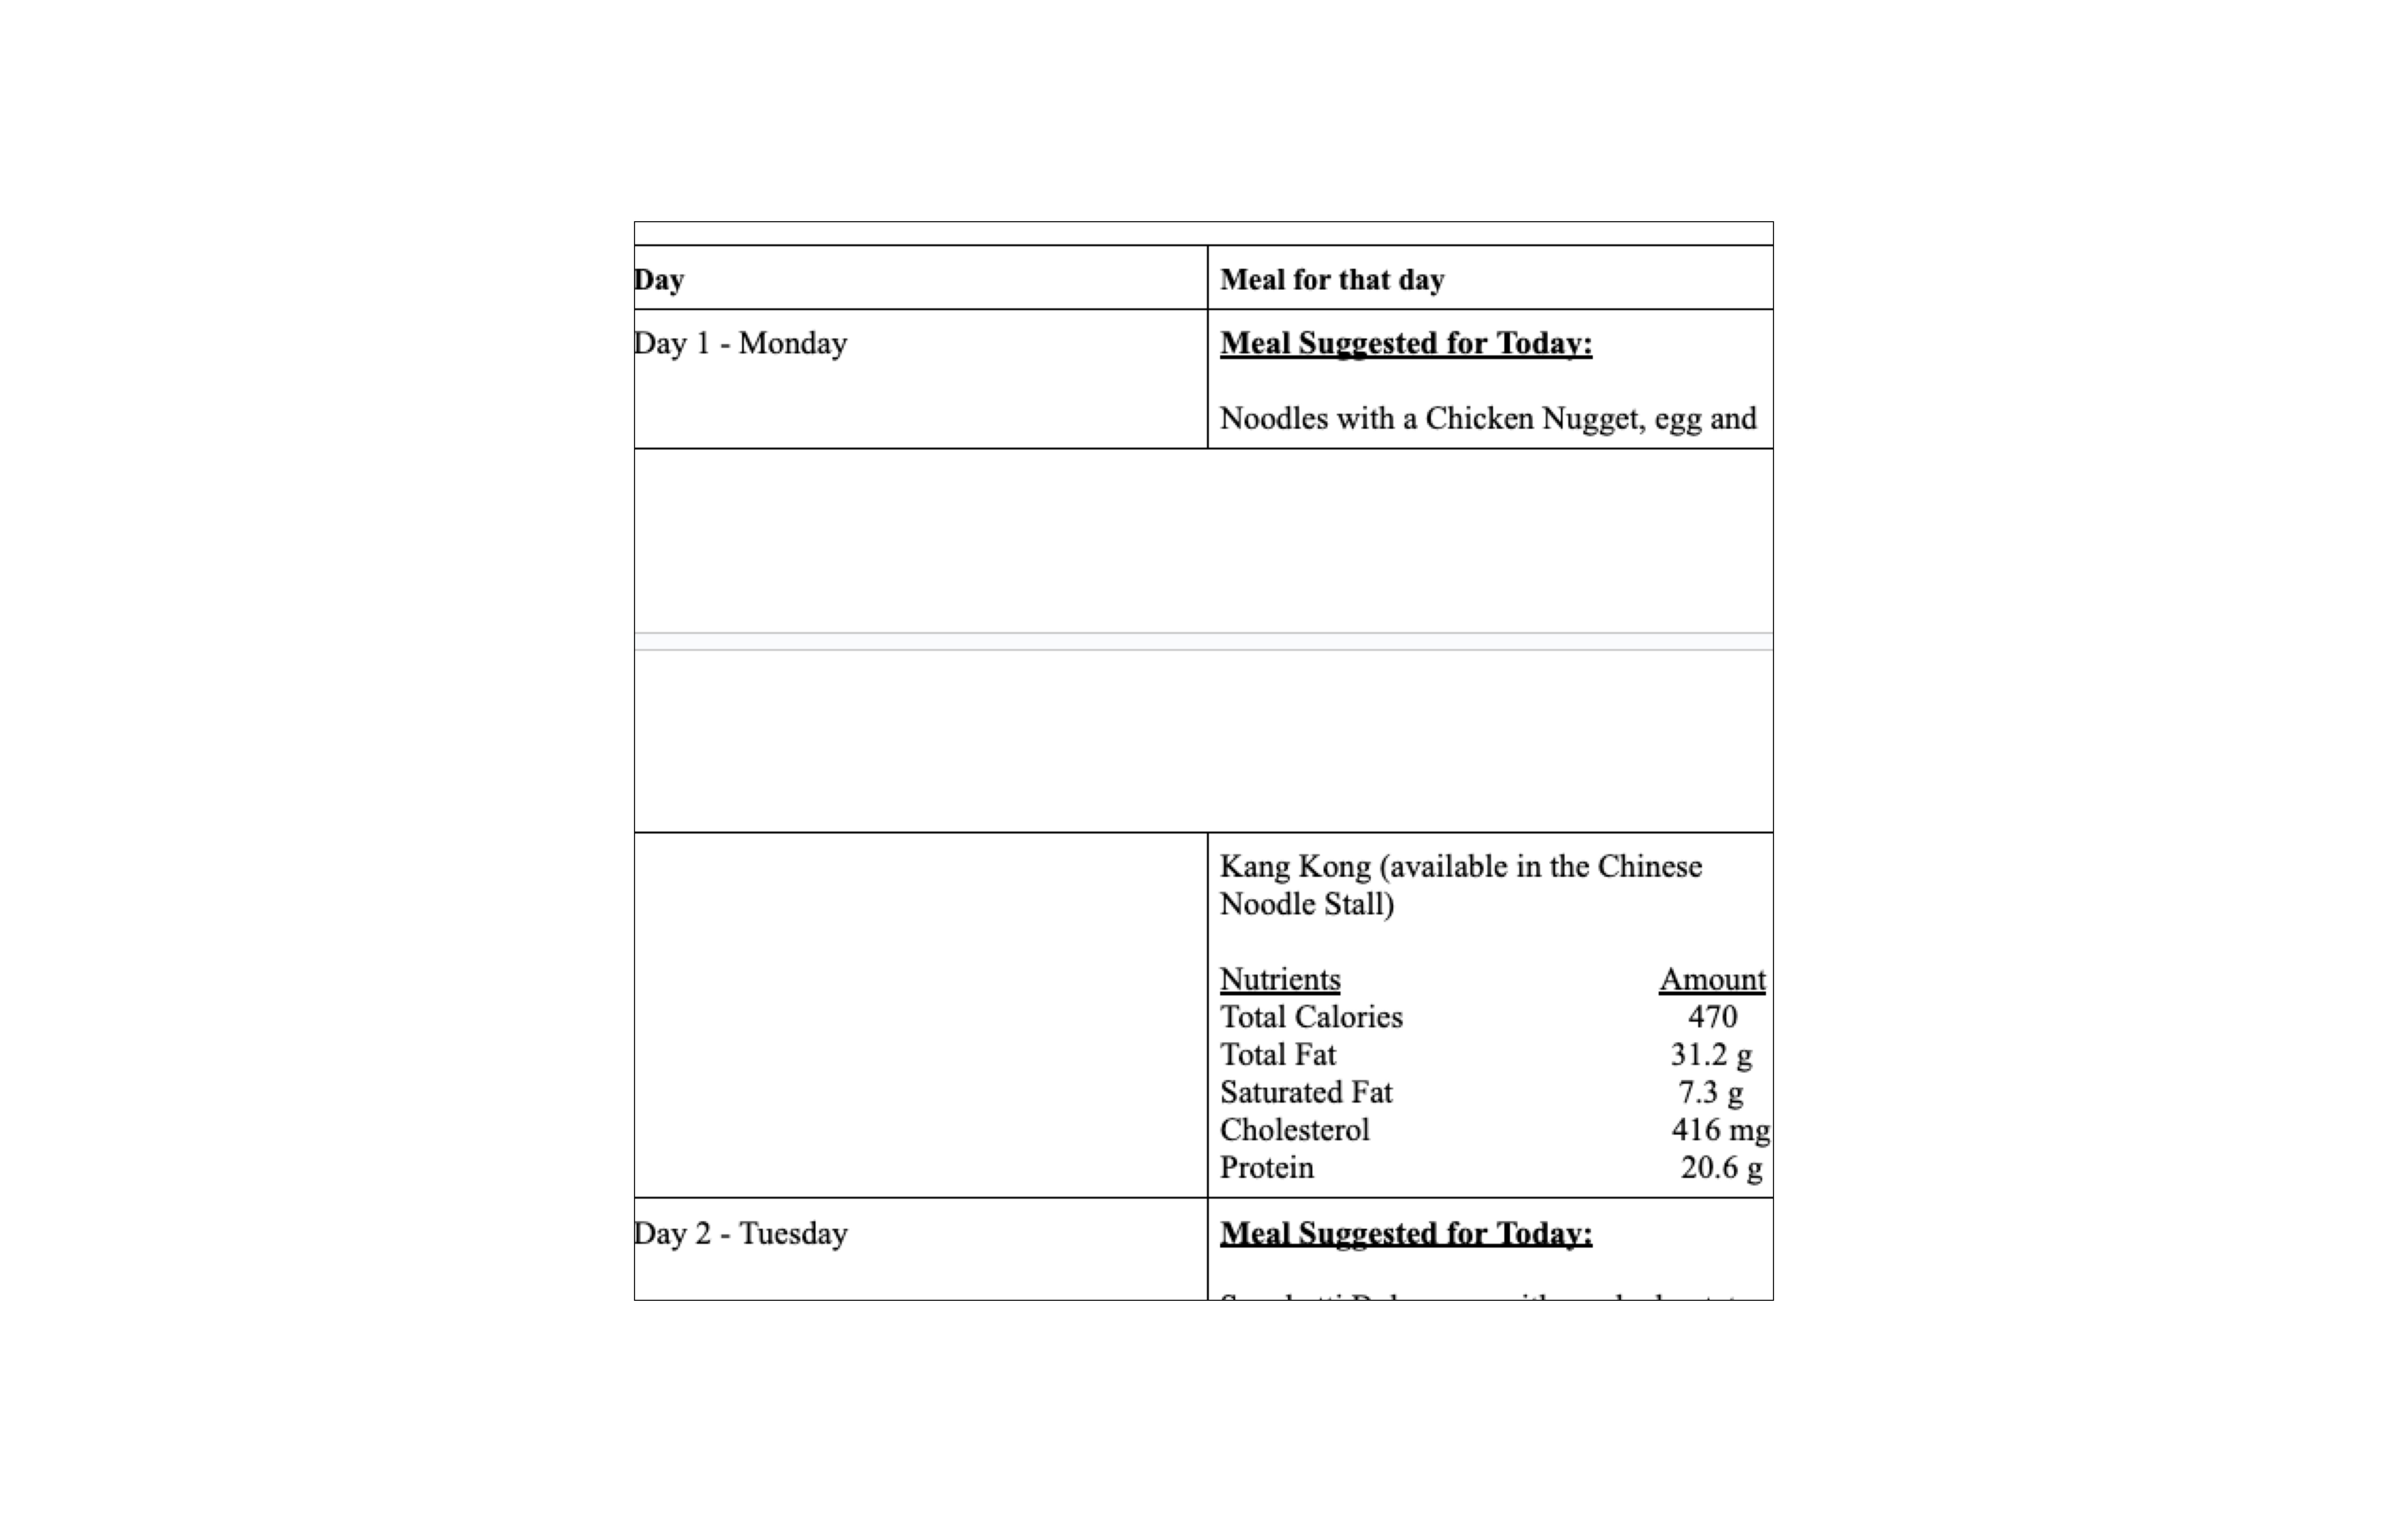 Day
Meal for that day
Day 1 - Monday
Meal Suggested for Today:
Noodles with a Chicken Nugget, egg and
Kang Kong (available in the Chinese
Noodle Stall)
Nutrients Amount
Total Calories 470
Total Fat 31.2 g
Saturated Fat 7.3 g
Cholesterol 416 mg
Protein 20.6 g
Day 2 - Tuesday
Meal Suggested for Today: